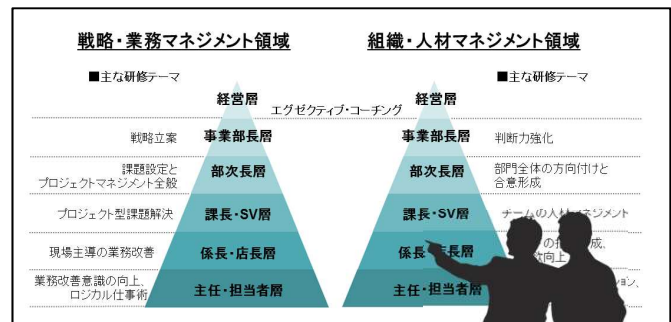 戦略・業務マネジメント領域
組織・人材マネジメント領域
■主な研修テーマ
■主な研修テーマ
経営層
エグゼクティブ・コーチング
経営層
戦略立案
事業部長層
事業部長層
判断力強化
課題設定と
プロジェクトマネジメント全般
部次長層
部次長層
部門全体の方向付けと
合意形成
プロジェクト型課題解決
課長・SV層
課長・SV層
チームの人材マネジメント
現場主導の業務改善
係長・店長層
係長・店長層
成、
向上
業務改善意識の向上、
ロジカル仕事術
主任・担当者層
主任・担当者層
ン、